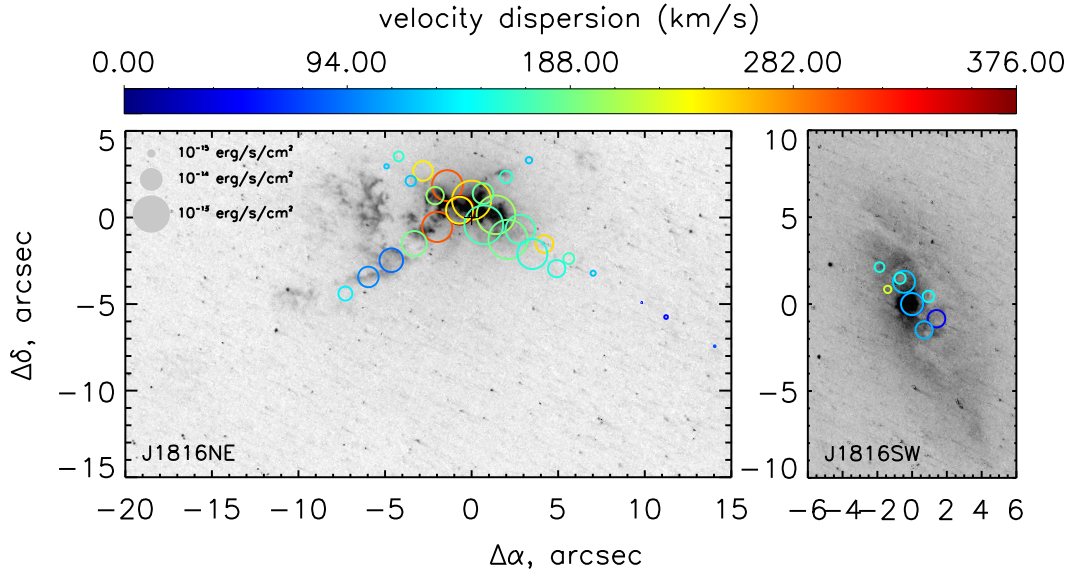 velocity dispersion (km/s)
0.00 94.00 188.00 282.00 376.00
10⁻¹⁵ erg/s/cm²
10⁻¹⁴ erg/s/cm²
10⁻¹³ erg/s/cm²
5
0
−5
−10
−15
Δδ, arcsec
J1816NE
−20 −15 −10 −5 0 5 10 15
10
5
0
−5
−10
J1816SW
−6 −4 −2 0 2 4 6
Δα, arcsec